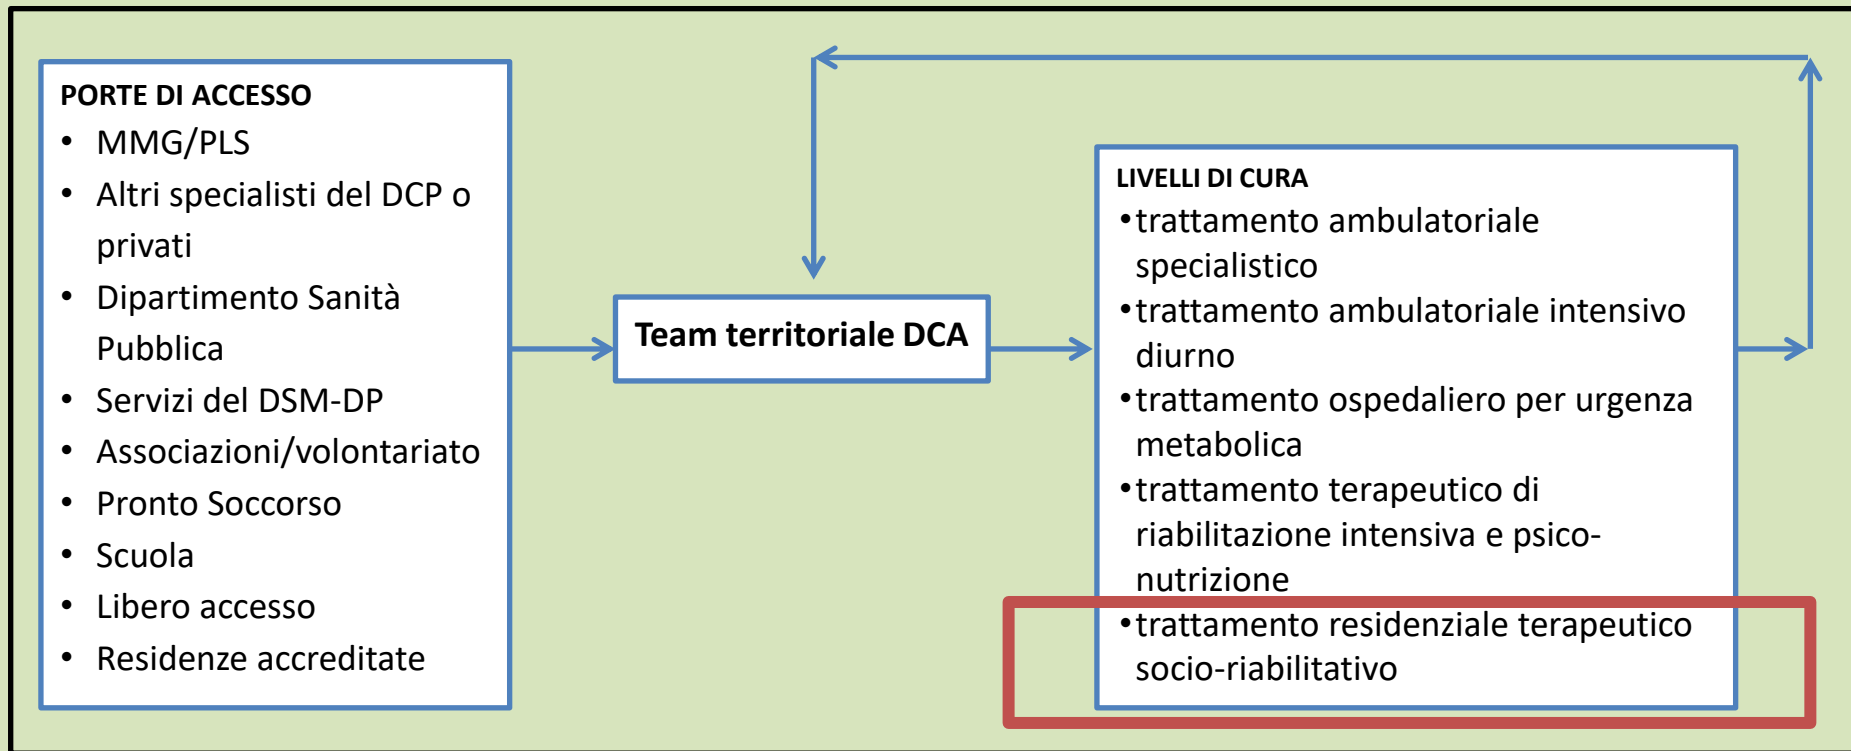 PORTE DI ACCESSO
• MMG/PLS
• Altri specialisti del DCP o
privati
• Dipartimento Sanità
Pubblica
• Servizi del DSM-DP
• Associazioni/volontariato
• Pronto Soccorso
• Scuola
• Libero accesso
• Residenze accreditate
Team territoriale DCA
LIVELLI DI CURA
•trattamento ambulatoriale
specialistico
•trattamento ambulatoriale intensivo
diurno
•trattamento ospedaliero per urgenza
metabolica
•trattamento terapeutico di
riabilitazione intensiva e psico-
nutrizione
•trattamento residenziale terapeutico
socio-riabilitativo